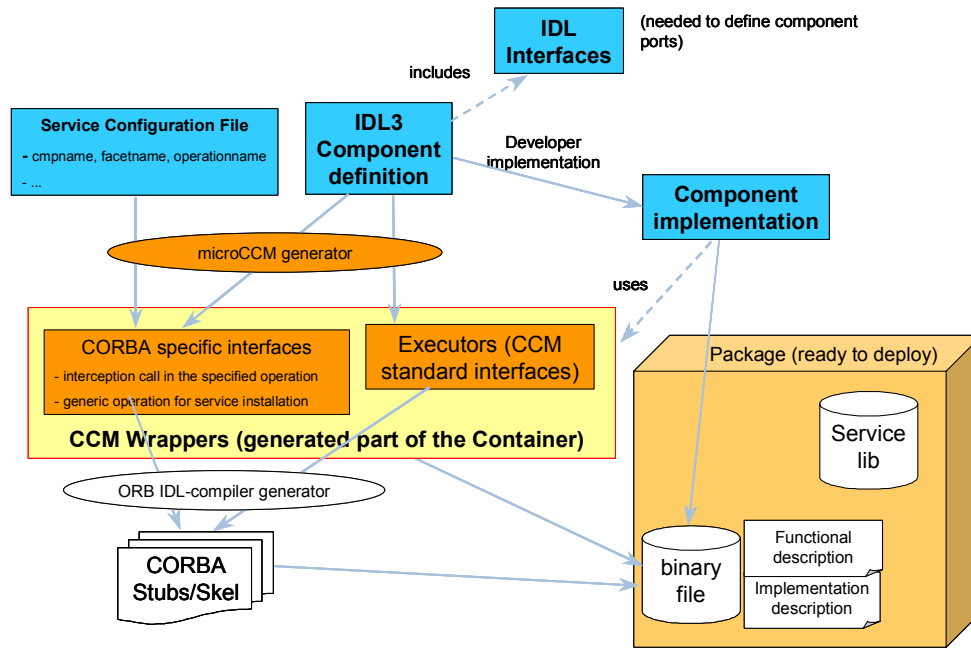 IDL
Interfaces
(needed to define component
ports)
includes
Service Configuration File
- cmpname, facetname, operationname
- ...
IDL3
Component
definition
Developer
implementation
Component
implementation
microCCM generator
uses
CORBA specific interfaces
- interception call in the specified operation
- generic operation for service installation
Executors (CCM
standard interfaces)
CCM Wrappers (generated part of the Container)
Package (ready to deploy)
Service
lib
ORB IDL-compiler generator
CORBA
Stubs/Skel
binary
file
Functional
description
Implementation
description